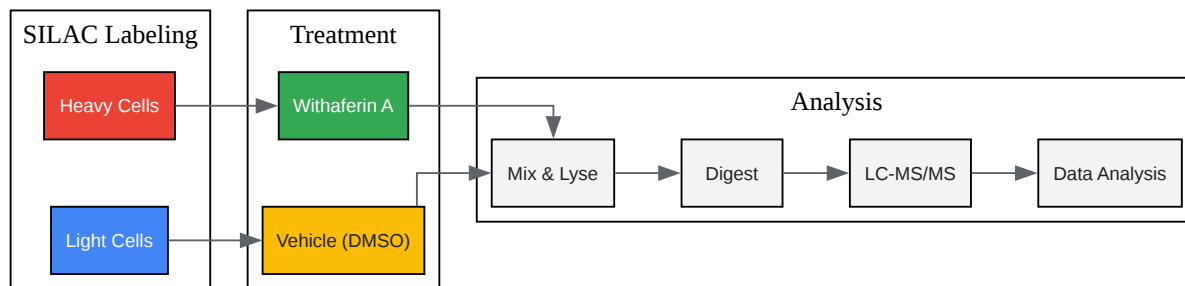 SILAC Labeling
Heavy Cells
Light Cells
Treatment
Withaferin A
Vehicle (DMSO)
Analysis
Mix & Lyse
Digest
LC-MS/MS
Data Analysis